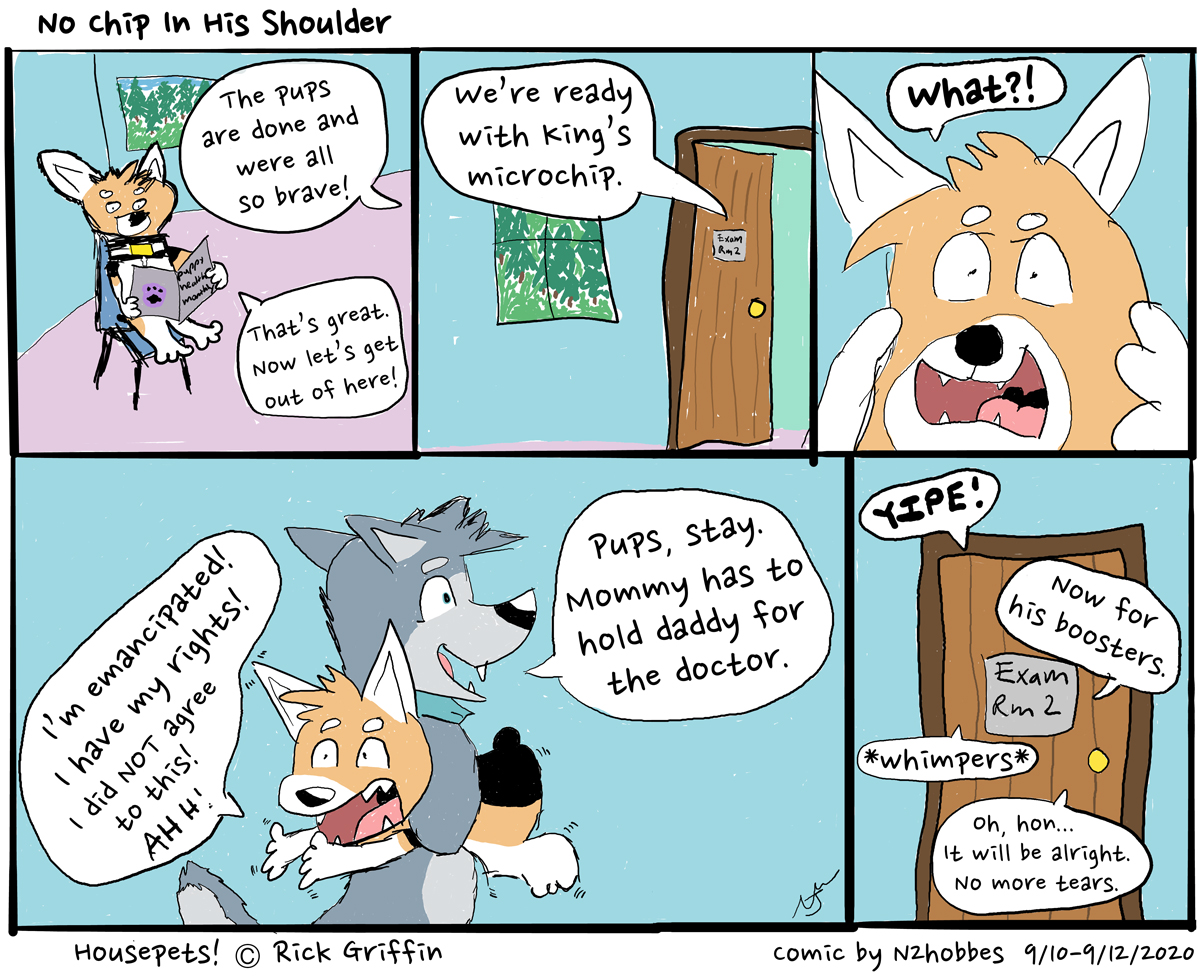 No Chip In His Shoulder
The pups
are done and
were all
so brave!
puppy
health
monthly
That's great.
Now let's get
out of here!
We're ready
with King's
microchip.
Exam
Rm 2
What?!
I'm emancipated!
I have my rights!
I did NOT agree
to this!
AHH!
Pups, stay.
Mommy has to
hold daddy for
the doctor.
YIPE!
Now for
his boosters.
Exam
Rm 2
*whimpers*
Oh, hon...
It will be alright.
No more tears.
Housepets! © Rick Griffin
comic by N2hobbes 9/10-9/12/2020